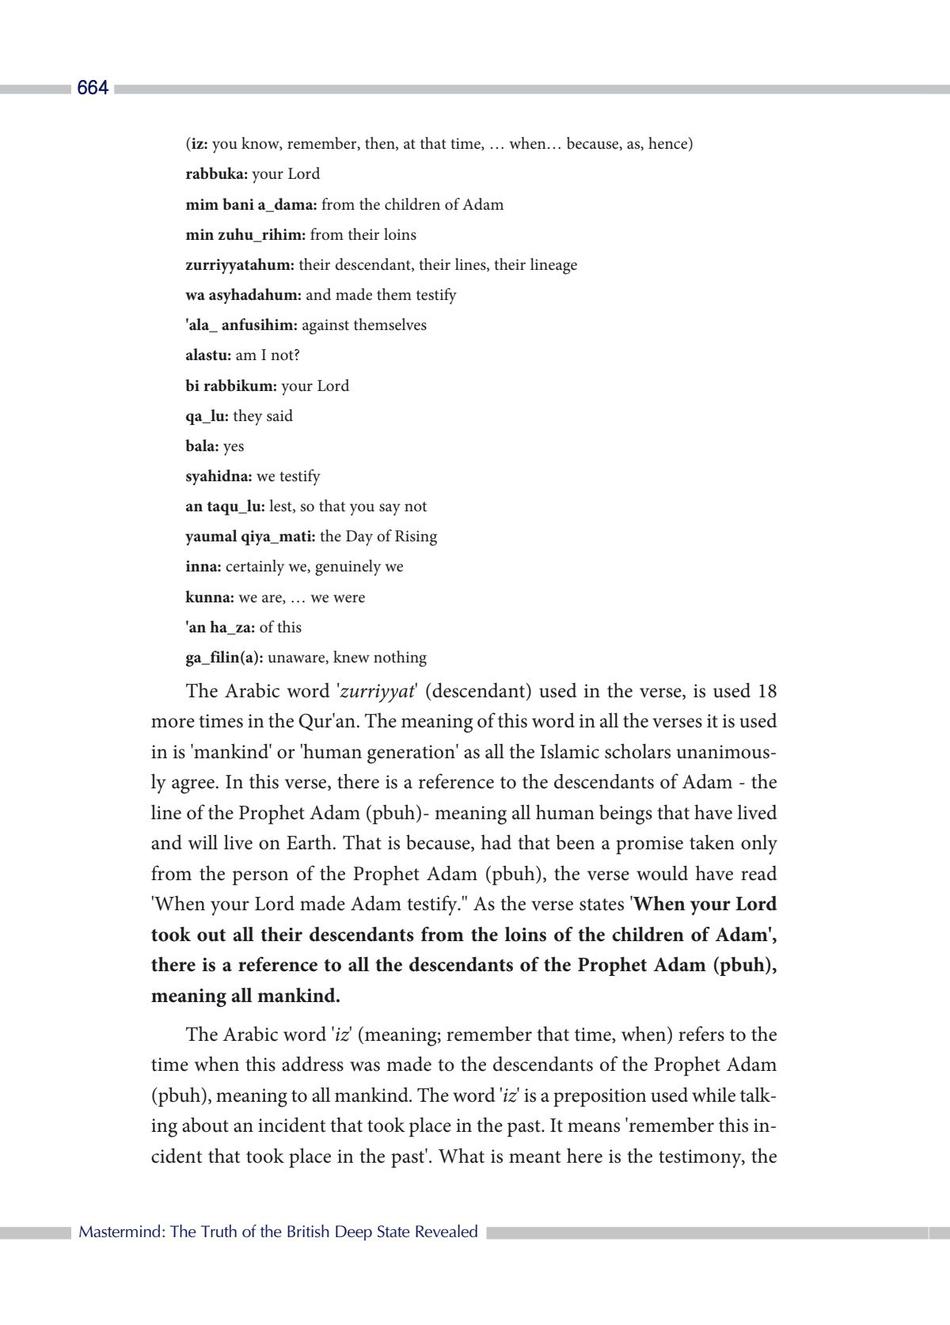 664
(iz: you know, remember, then, at that time, … when… because, as, hence)
rabbuka: your Lord
mim bani a_dama: from the children of Adam
min zuhu_rihim: from their loins
zurriyyatahum: their descendant, their lines, their lineage
wa asyhadahum: and made them testify
'ala_ anfusihim: against themselves
alastu: am I not?
bi rabbikum: your Lord
qa_lu: they said
bala: yes
syahidna: we testify
an taqu_lu: lest, so that you say not
yaumal qiya_mati: the Day of Rising
inna: certainly we, genuinely we
kunna: we are, … we were
'an ha_za: of this
ga_filin(a): unaware, knew nothing
The Arabic word 'zurriyyat' (descendant) used in the verse, is used 18
more times in the Qur'an. The meaning of this word in all the verses it is used
in is 'mankind' or 'human generation' as all the Islamic scholars unanimous-
ly agree. In this verse, there is a reference to the descendants of Adam - the
line of the Prophet Adam (pbuh)- meaning all human beings that have lived
and will live on Earth. That is because, had that been a promise taken only
from the person of the Prophet Adam (pbuh), the verse would have read
'When your Lord made Adam testify." As the verse states 'When your Lord
took out all their descendants from the loins of the children of Adam',
there is a reference to all the descendants of the Prophet Adam (pbuh),
meaning all mankind.
The Arabic word 'iz' (meaning; remember that time, when) refers to the
time when this address was made to the descendants of the Prophet Adam
(pbuh), meaning to all mankind. The word 'iz' is a preposition used while talk-
ing about an incident that took place in the past. It means 'remember this in-
cident that took place in the past'. What is meant here is the testimony, the
Mastermind: The Truth of the British Deep State Revealed